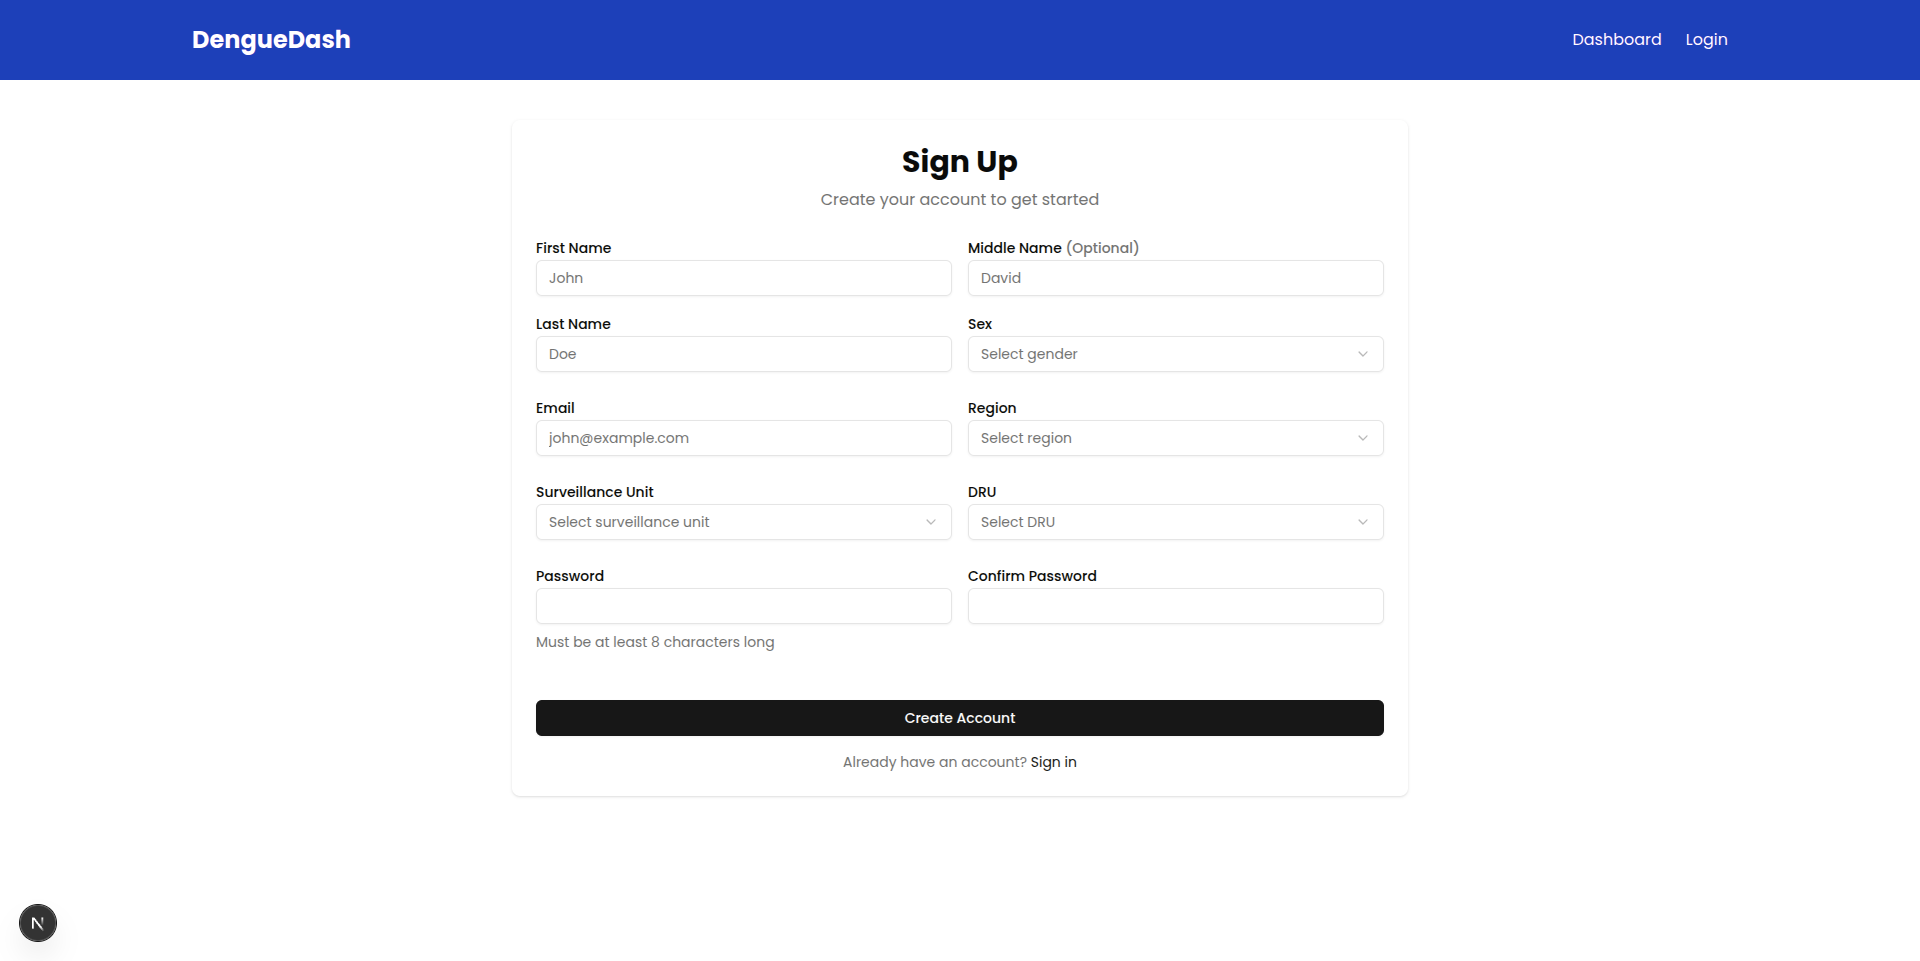 DengueDash
Dashboard Login
Sign Up
Create your account to get started
First Name
Middle Name (Optional)
John
David
Last Name
Sex
Doe
Select gender
Email
Region
john@example.com
Select region
Surveillance Unit
DRU
Select surveillance unit
Select DRU
Password
Confirm Password
Must be at least 8 characters long
Create Account
Already have an account? Sign in
N